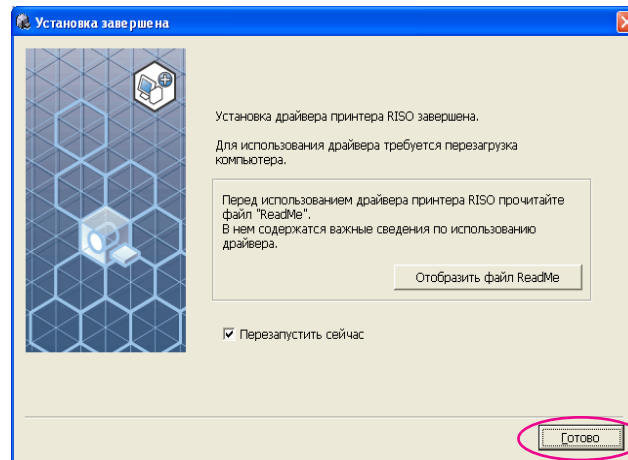 Установка завершена
Установка драйвера принтера RISO завершена.
Для использования драйвера требуется перезагрузка
компьютера.
Перед использованием драйвера принтера RISO прочитайте
файл "ReadMe".
В нем содержатся важные сведения по использованию
драйвера.
Отобразить файл ReadMe
Перезапустить сейчас
Готово